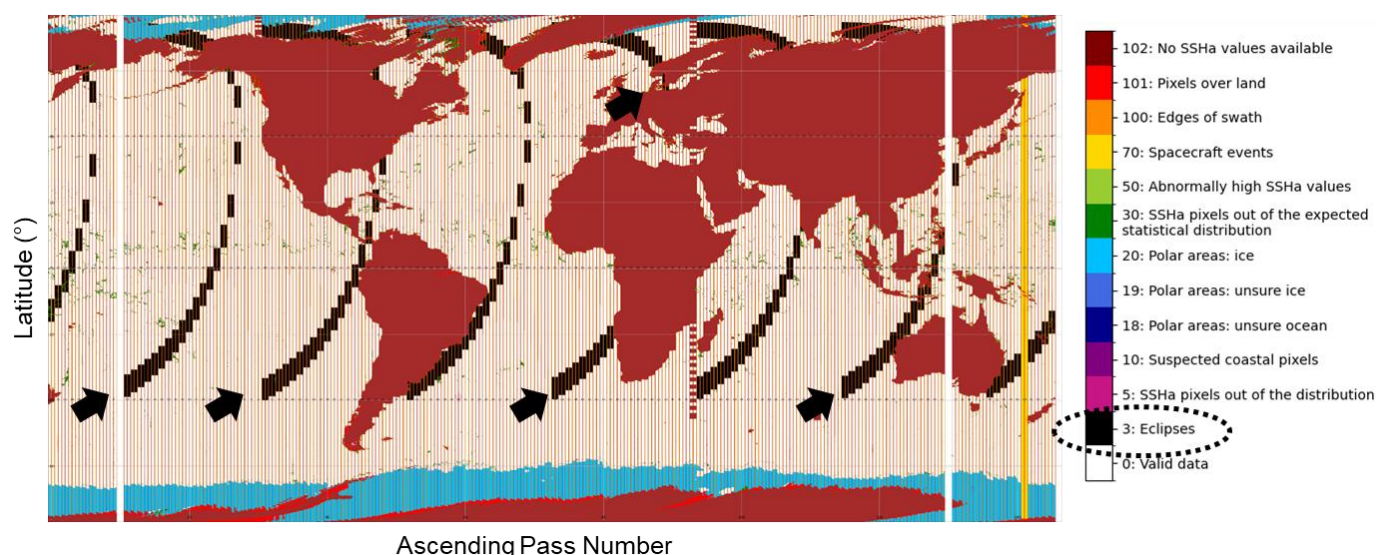 102: No SSHa values available
101: Pixels over land
100: Edges of swath
70: Spacecraft events
50: Abnormally high SSHa values
30: SSHa pixels out of the expected
statistical distribution
20: Polar areas: ice
19: Polar areas: unsure ice
18: Polar areas: unsure ocean
10: Suspected coastal pixels
5: SSHa pixels out of the distribution
3: Eclipses
0: Valid data
Latitude (°)
Ascending Pass Number